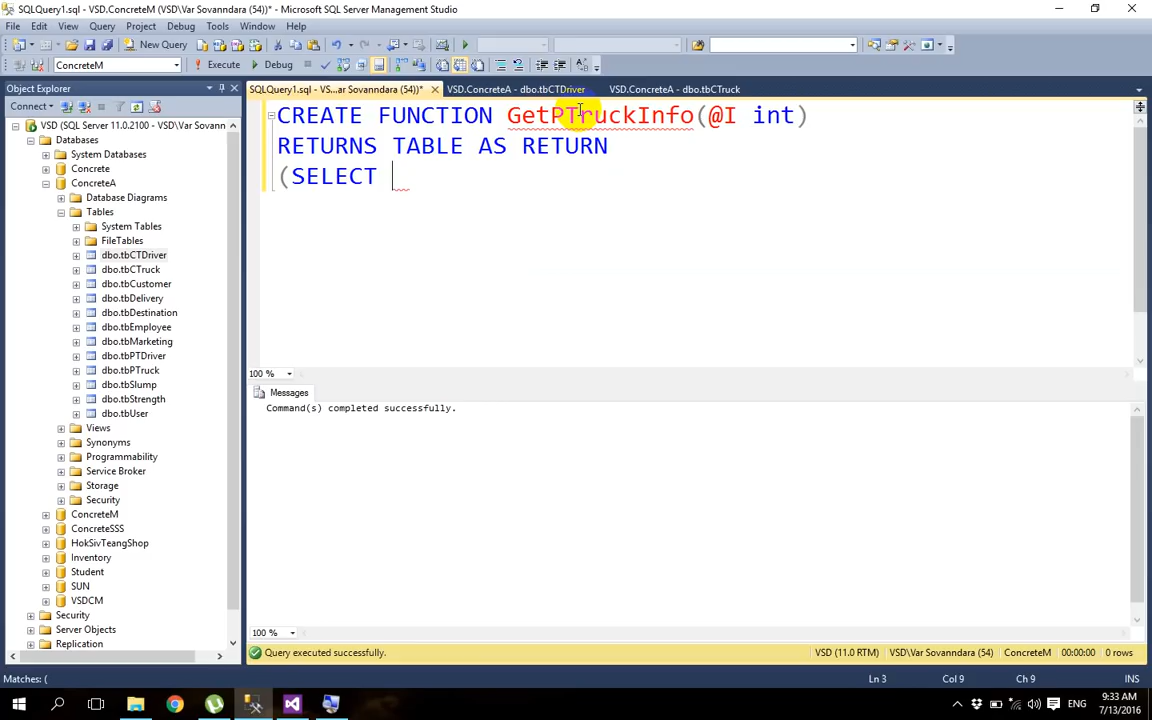 SQLQuery1.sql - VSD.ConcreteM (VSD\Var Sovanndara (54))* - Microsoft SQL Server Management Studio
File Edit View Query Project Debug Tools Window Help
New Query
ConcreteM Execute Debug
Object Explorer
SQLQuery1.sql - VS...ar Sovanndara (54))* VSD.ConcreteA - dbo.tbCTDriver VSD.ConcreteA - dbo.tbCTruck
Connect
VSD (SQL Server 11.0.2100 - VSD\Var Sovann
Databases
System Databases
Concrete
ConcreteA
Database Diagrams
Tables
System Tables
FileTables
dbo.tbCTDriver
dbo.tbCTruck
dbo.tbCustomer
dbo.tbDelivery
dbo.tbDestination
dbo.tbEmployee
dbo.tbMarketing
dbo.tbPTDriver
dbo.tbPTruck
dbo.tbSlump
dbo.tbStrength
dbo.tbUser
Views
Synonyms
Programmability
Service Broker
Storage
Security
ConcreteM
ConcreteSSS
HokSivTeangShop
Inventory
Student
SUN
VSDCM
Security
Server Objects
Replication
CREATE FUNCTION GetPTruckInfo(@I int)
RETURNS TABLE AS RETURN
(SELECT
100 %
Messages
Command(s) completed successfully.
100 %
Query executed successfully. VSD (11.0 RTM) VSD\Var Sovanndara (54) ConcreteM 00:00:00 0 rows
Matches: ( Ln 3 Col 9 Ch 9 INS
ENG
9:33 AM
7/13/2016